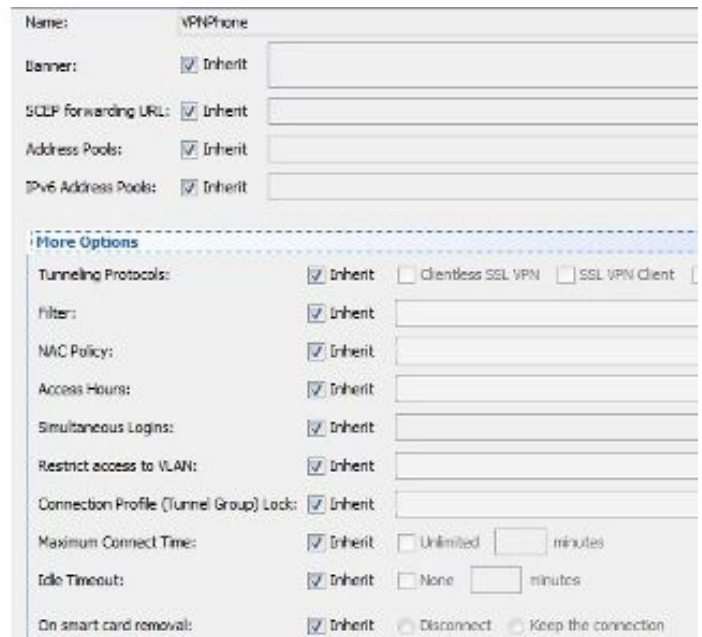 Name: VPNPhone
Banner: Inherit
SCEP forwarding URL: Inherit
Address Pools: Inherit
IPv6 Address Pools: Inherit
More Options
Tunneling Protocols: Inherit Clientless SSL VPN SSL VPN Client
Filter: Inherit
NAC Policy: Inherit
Access Hours: Inherit
Simultaneous Logins: Inherit
Restrict access to VLAN: Inherit
Connection Profile (Tunnel Group) Lock: Inherit
Maximum Connect Time: Inherit Unlimited minutes
Idle Timeout: Inherit None minutes
On smart card removal: Inherit Disconnect Keep the connection